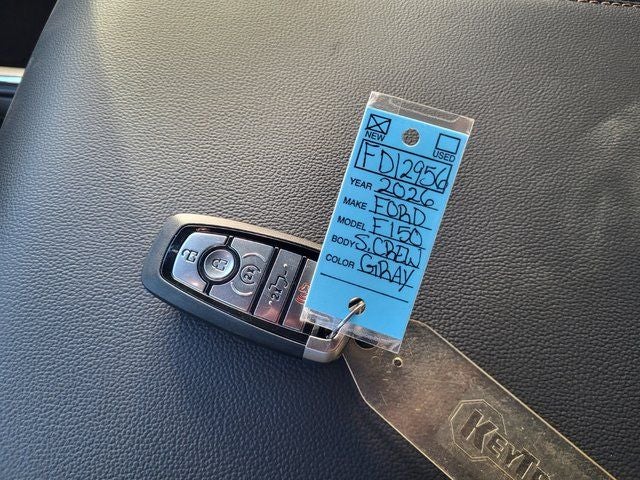 NEW
USED
FD12956
YEAR 2026
MAKE FORD
MODEL F150
BODY S.CREW
COLOR GRAY